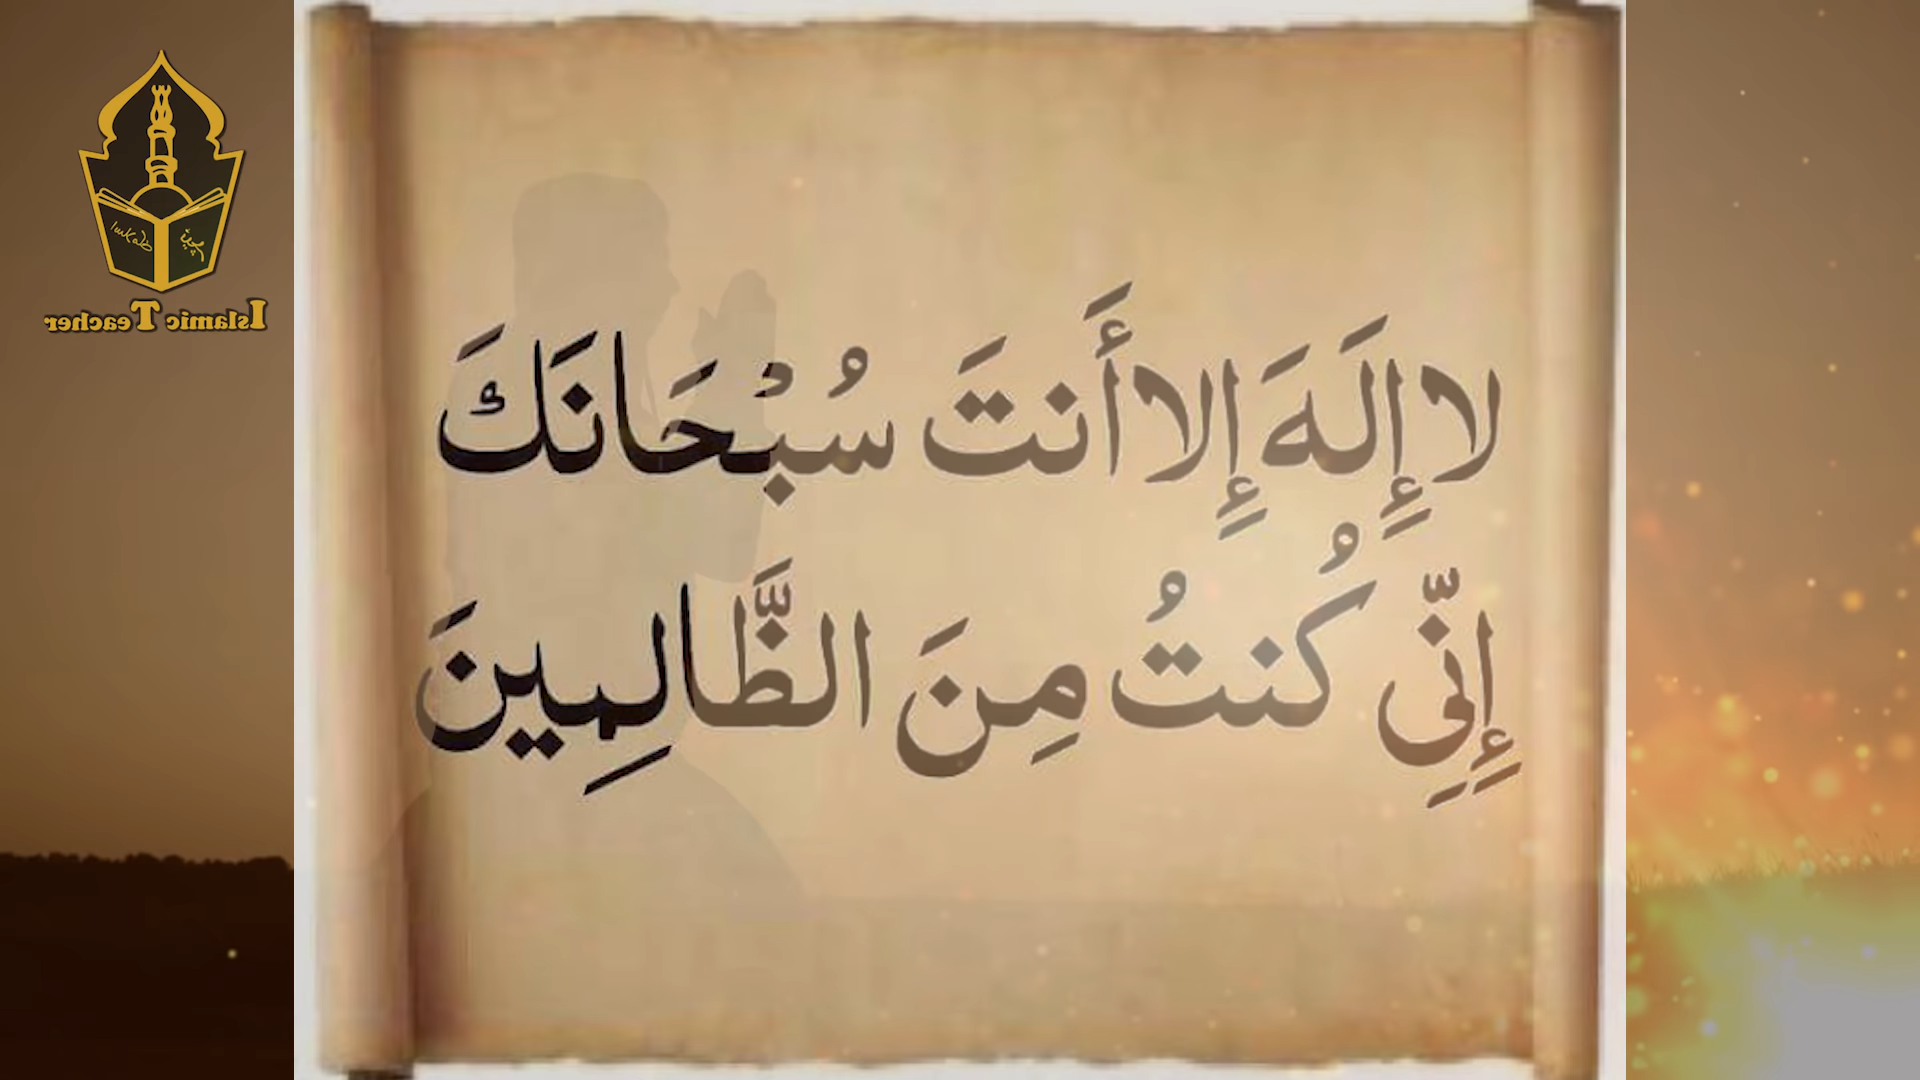 لا إِلَهَ إِلا أَنتَ سُبْحَانَكَ
إِنِّي كُنتُ مِنَ الظَّالِمِينَ
Islamic Teacher